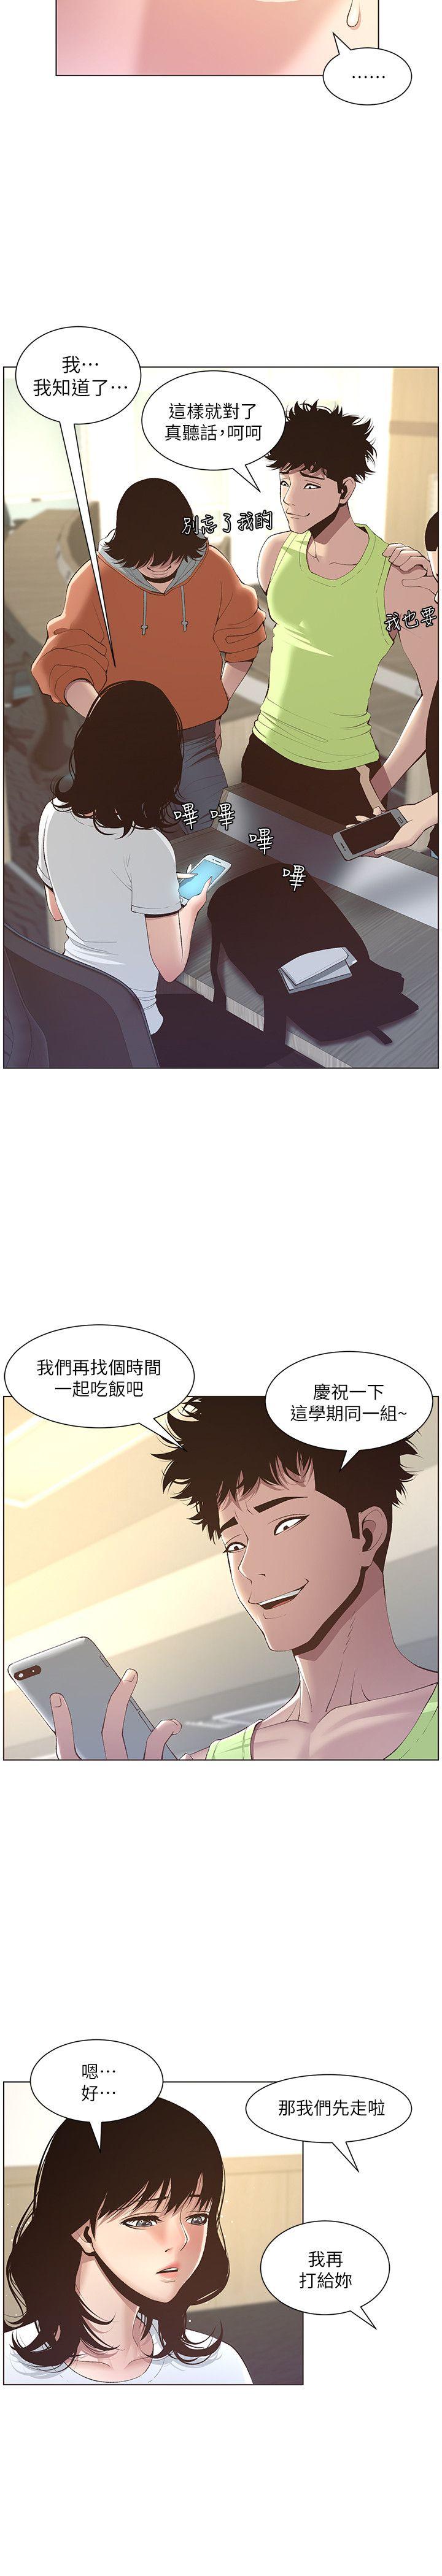 ……
我…
我知道了…
這樣就對了
真聽話，呵呵
別忘了我的
我也要
嗶
嗶
嗶
嗶
我們再找個時間
一起吃飯吧
慶祝一下
這學期同一組~
嗯…
好…
那我們先走啦
我再
打給妳